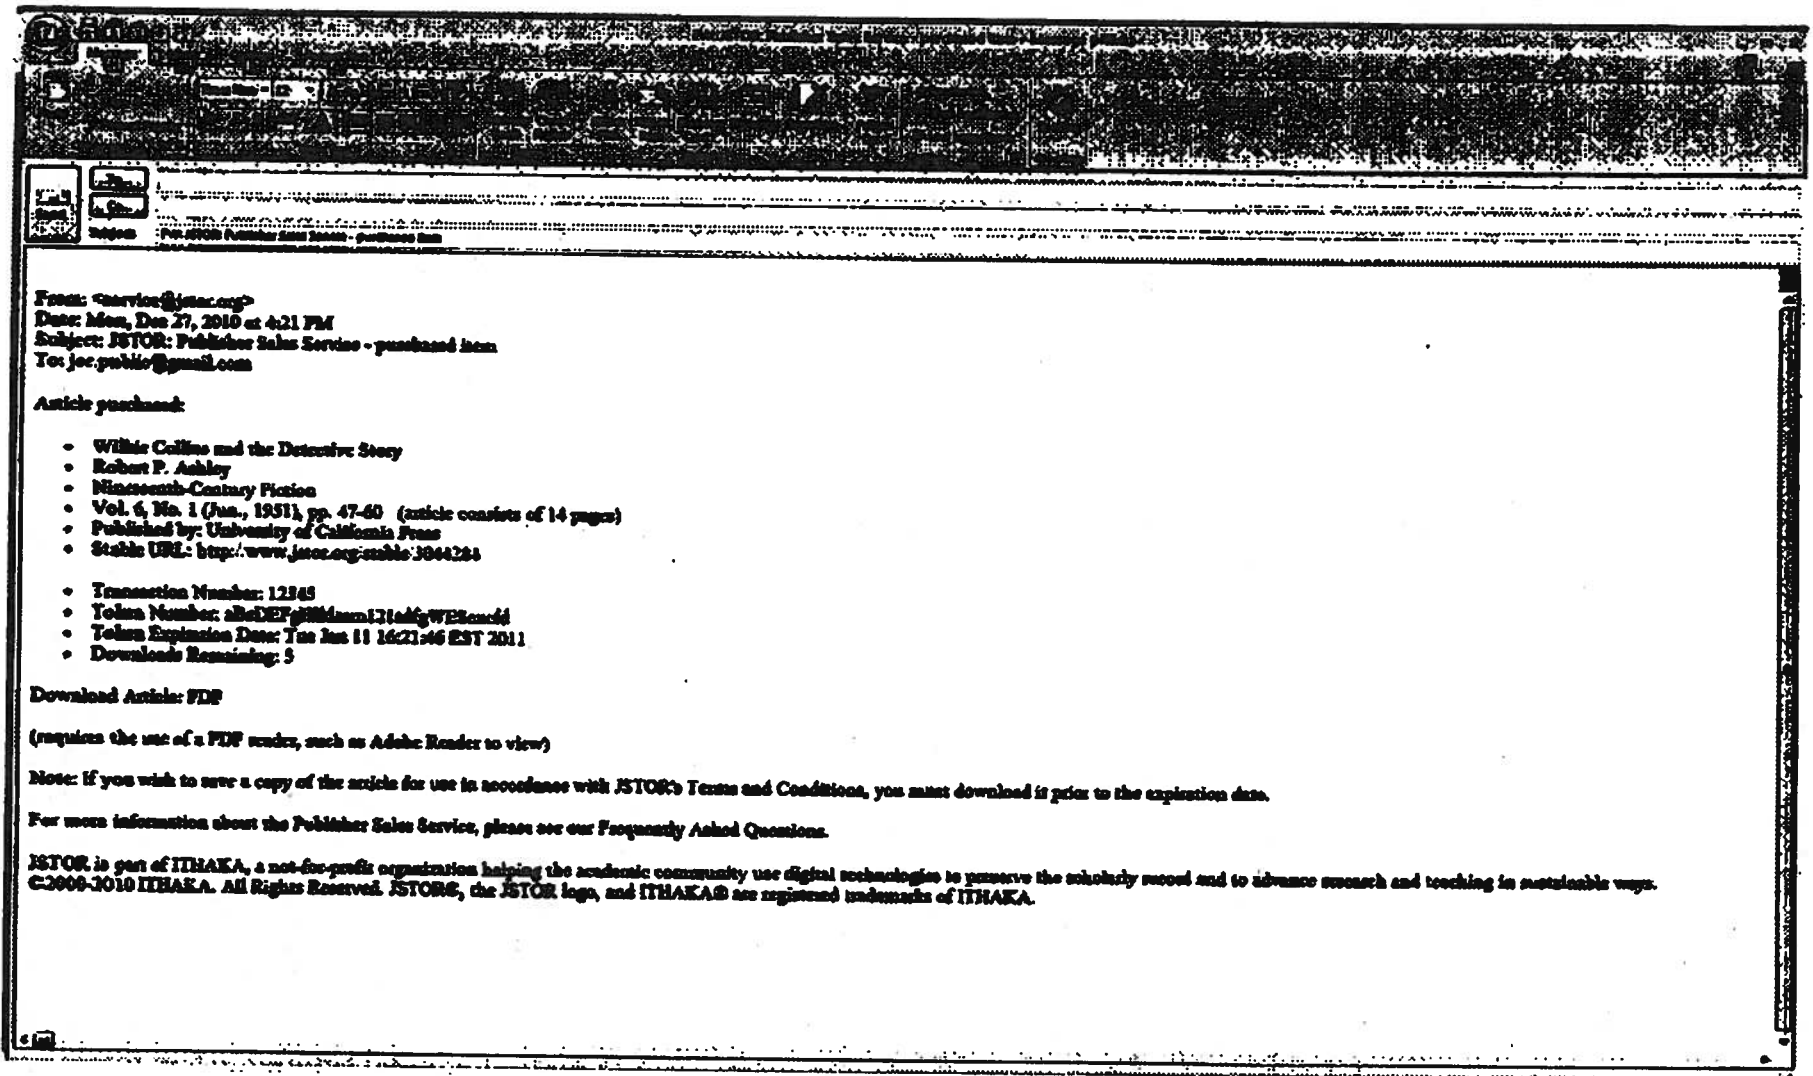 Message
To...
Cc...
Send
Subject:
From: <service@jstor.org>
Date: Mon, Dec 27, 2010 at 4:21 PM
Subject: JSTOR: Publisher Sales Service - purchased item
To: joe.public@gmail.com
Article purchased:
• Wilkie Collins and the Detective Story
• Robert P. Ashley
• Nineteenth-Century Fiction
• Vol. 6, No. 1 (Jun., 1951), pp. 47-60 (article consists of 14 pages)
• Published by: University of California Press
• Stable URL: http://www.jstor.org/stable/3044284
• Transaction Number: 12345
• Token Number:
• Token Expiration Date: Tue Jan 11 16:21:46 EST 2011
• Downloads Remaining: 5
Download Article: PDF
(requires the use of a PDF reader, such as Adobe Reader to view)
Note: If you wish to save a copy of the article for use in accordance with JSTOR's Terms and Conditions, you must download it prior to the expiration date.
For more information about the Publisher Sales Service, please see our Frequently Asked Questions.
JSTOR is part of ITHAKA, a not-for-profit organization helping the academic community use digital technologies to preserve the scholarly record and to advance research and teaching in sustainable ways.
©2000-2010 ITHAKA. All Rights Reserved. JSTOR®, the JSTOR logo, and ITHAKA® are registered trademarks of ITHAKA.